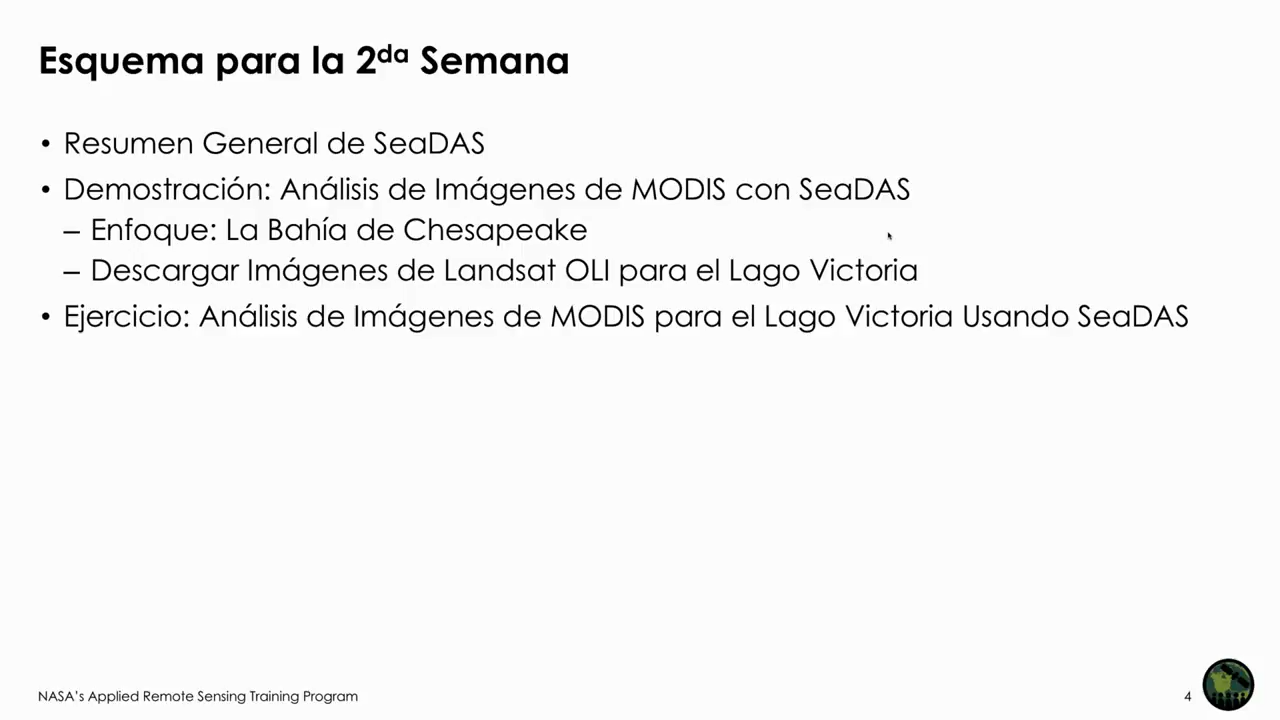 Esquema para la 2da Semana
• Resumen General de SeaDAS
• Demostración: Análisis de Imágenes de MODIS con SeaDAS
– Enfoque: La Bahía de Chesapeake
– Descargar Imágenes de Landsat OLI para el Lago Victoria
• Ejercicio: Análisis de Imágenes de MODIS para el Lago Victoria Usando SeaDAS
NASA's Applied Remote Sensing Training Program
4